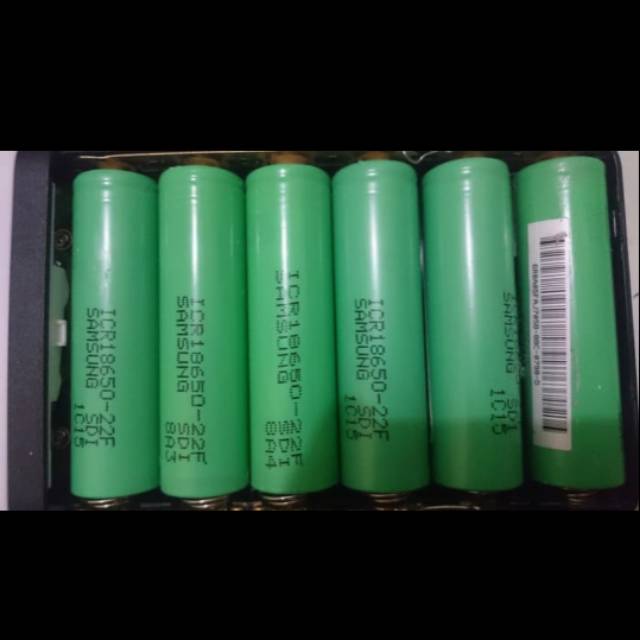 ICR18650-22F SDI
SAMSUNG 1C15
ICR18650-22F SDI
SAMSUNG 8A3
ICR18650-22F SDI
SAMSUNG 8A4
ICR18650-22F SDI
SAMSUNG 1C15
SDI
SAMSUNG 1C15